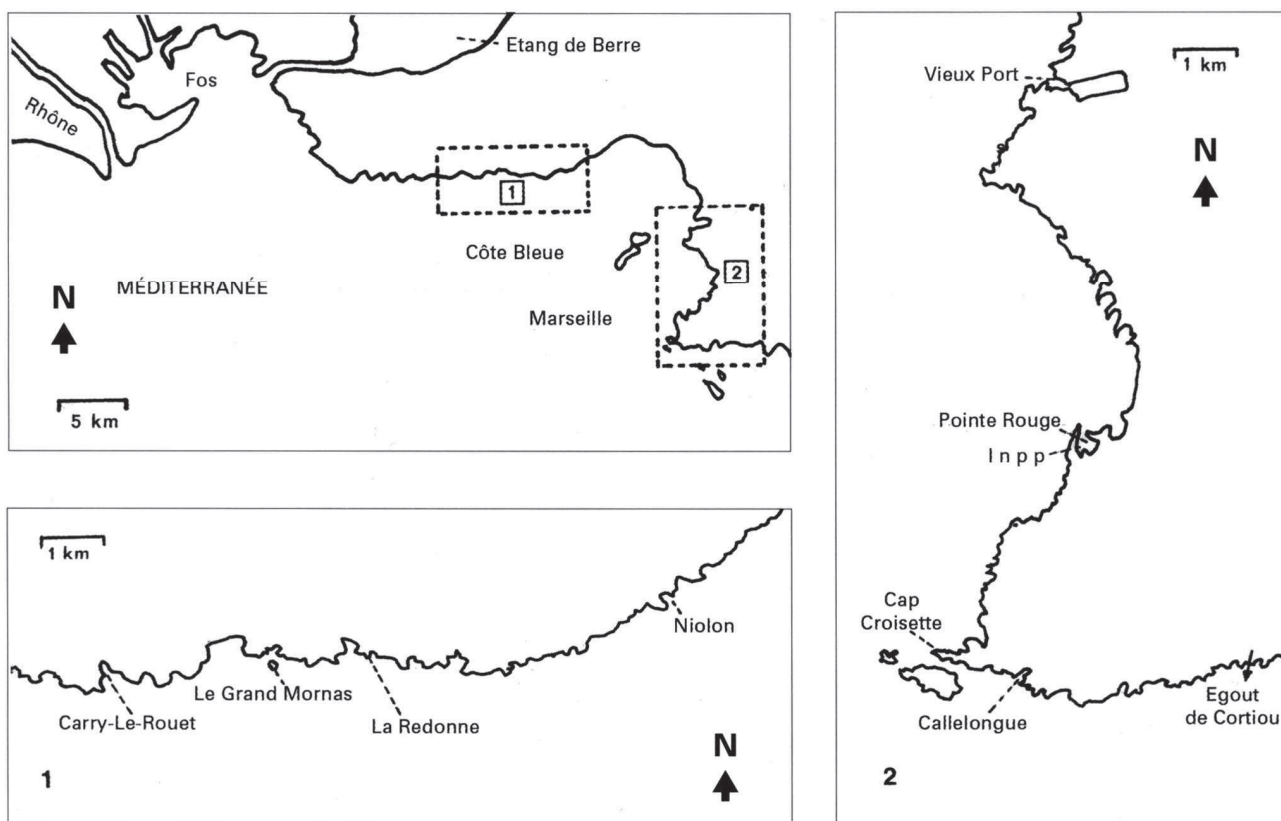 Etang de Berre
Fos
Rhône
1
Côte Bleue
2
N
MÉDITERRANÉE
Marseille
5 km
1 km
Niolon
Le Grand Mornas
Carry-Le-Rouet
La Redonne
N
1
1 km
Vieux Port
N
Pointe Rouge
Inpp
Cap
Croisette
Callelongue
Egout
de Cortiou
2